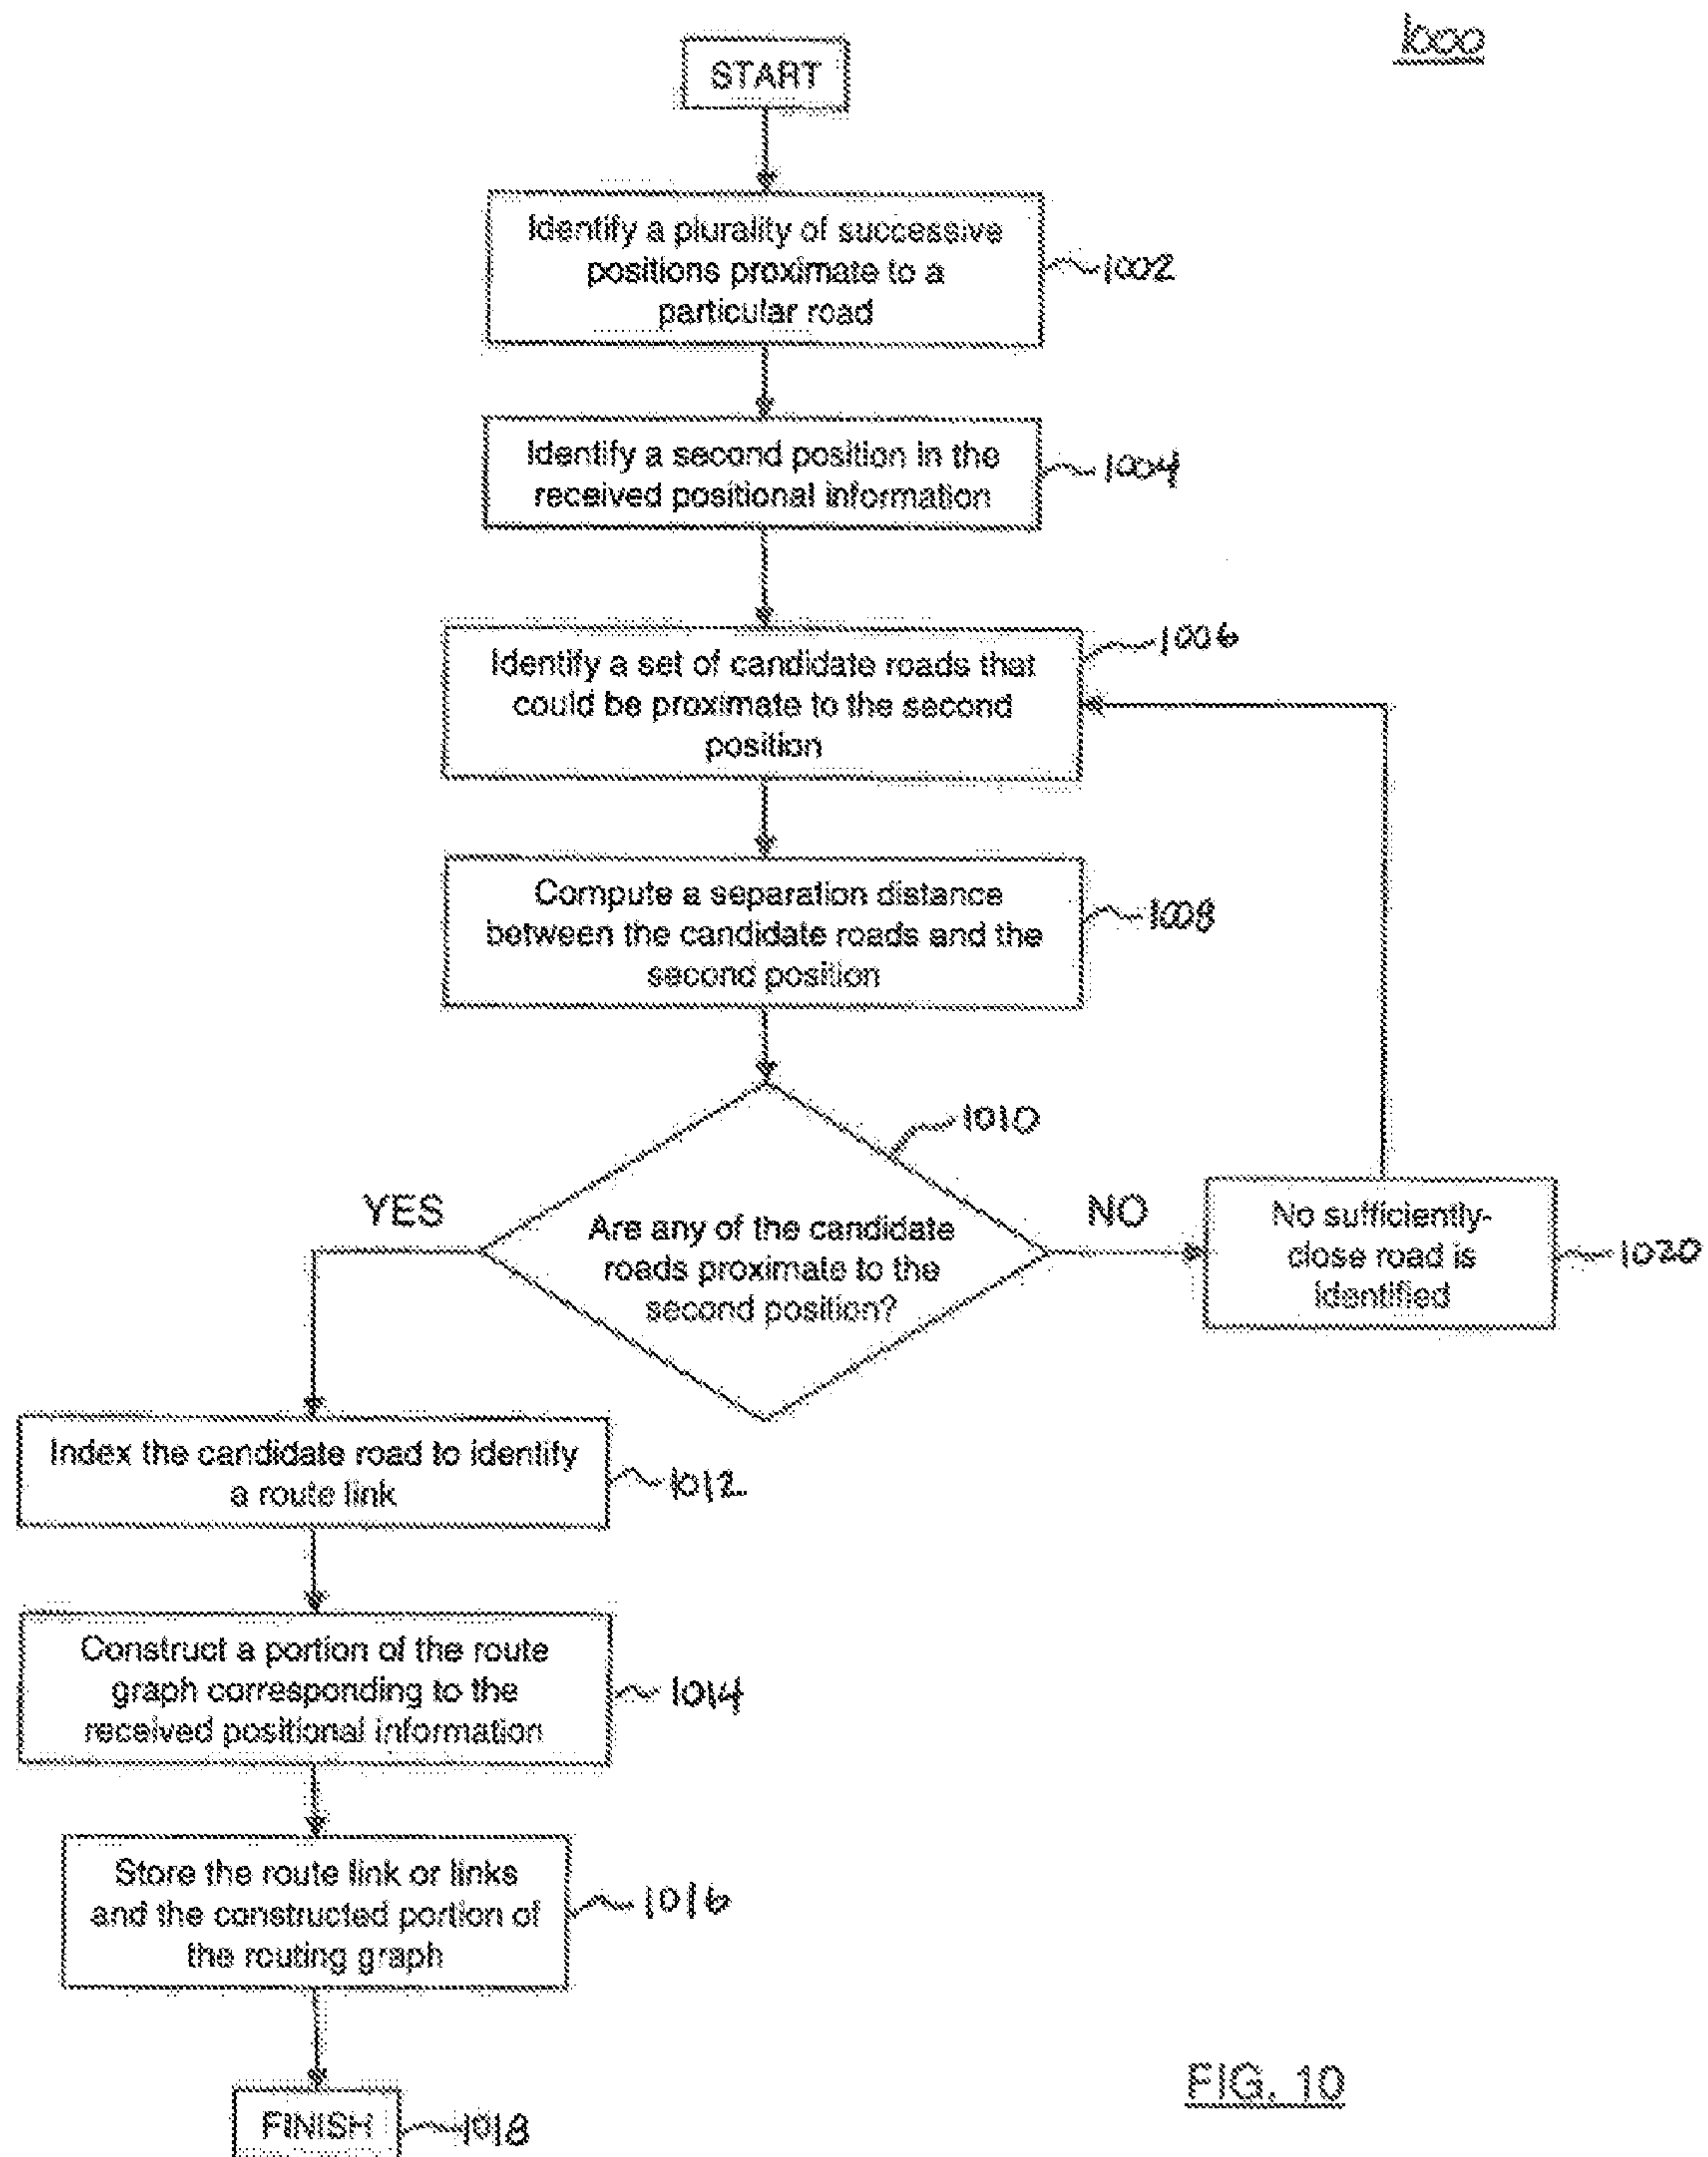 1000
START
Identify a plurality of successive
positions proximate to a
particular road
1002
Identify a second position in the
received positional information
1004
Identify a set of candidate roads that
could be proximate to the second
position
1006
Compute a separation distance
between the candidate roads and the
second position
1008
1010
YES
Are any of the candidate
roads proximate to the
second position?
NO
No sufficiently-
close road is
identified
1020
Index the candidate road to identify
a route link
1012
Construct a portion of the route
graph corresponding to the
received positional information
1014
Store the route link or links
and the constructed portion of
the routing graph
1016
FINISH
1018
FIG. 10